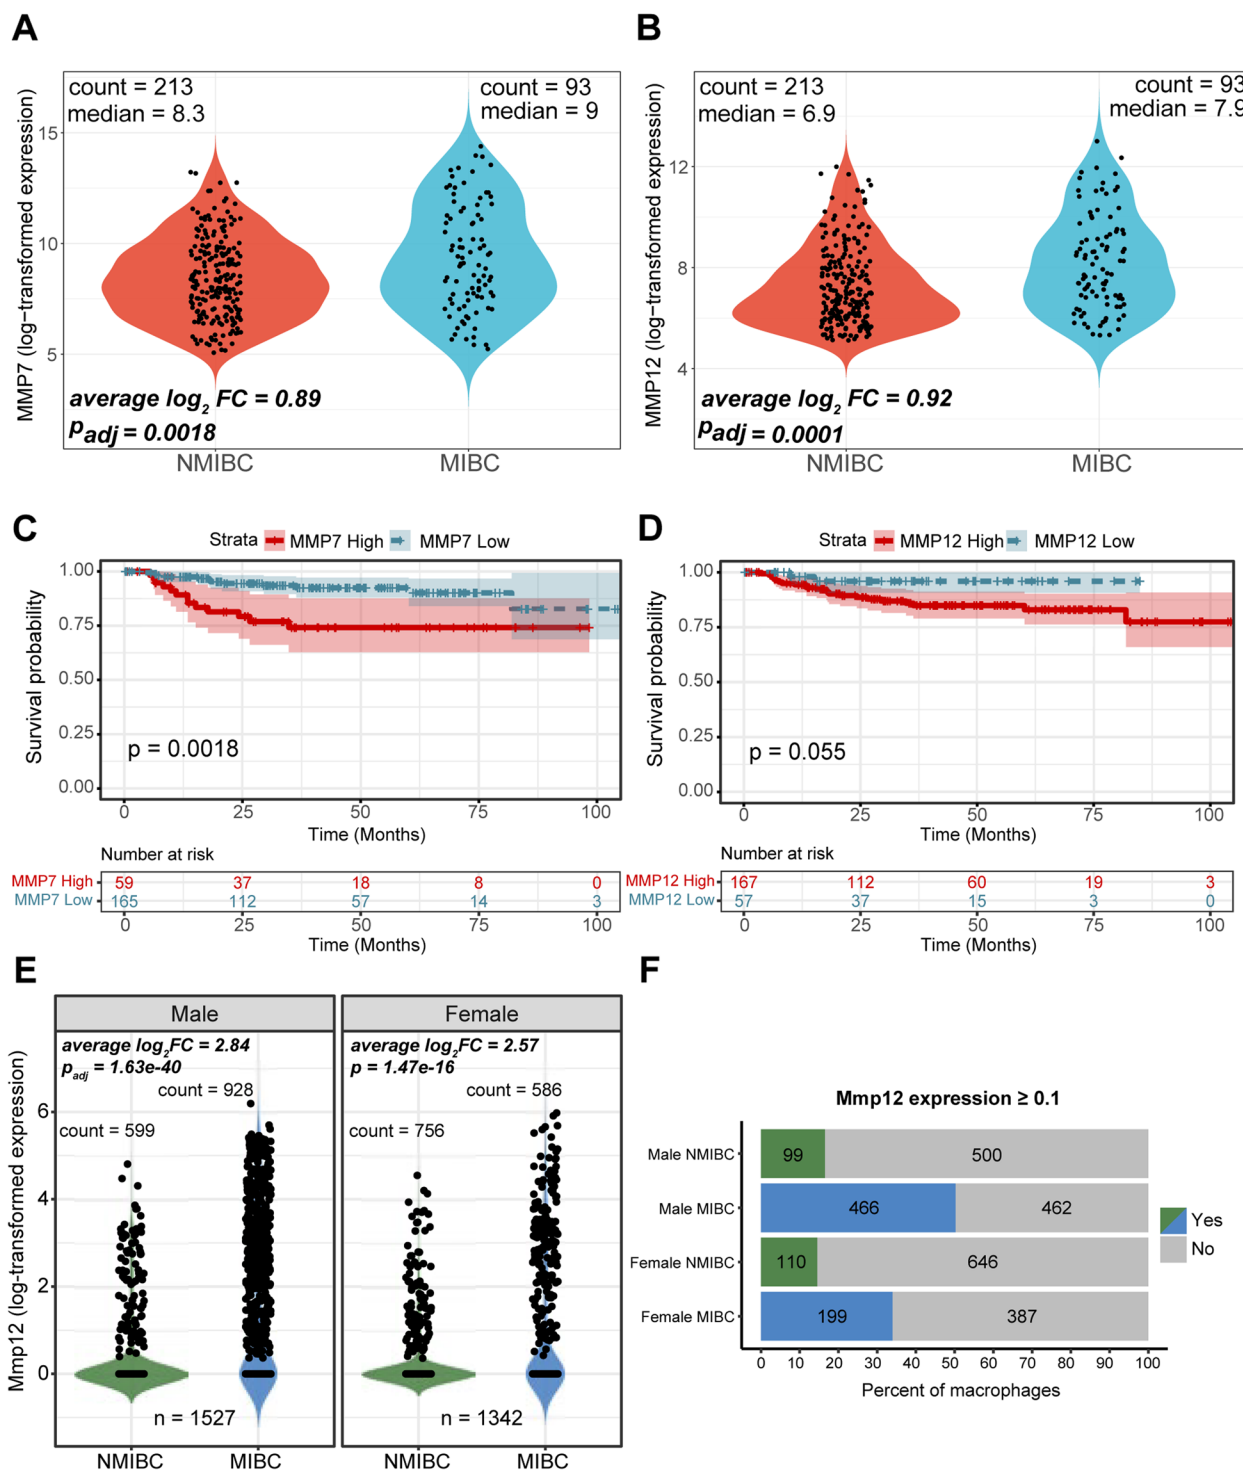 A
B
count = 213
median = 8.3
count = 93
median = 9
MMP7 (log−transformed expression)
15
10
5
average log2 FC = 0.89
padj = 0.0018
NMIBC
MIBC
count = 213
median = 6.9
count = 93
median = 7.9
MMP12 (log−transformed expression)
12
8
4
average log2 FC = 0.92
padj = 0.0001
NMIBC
MIBC
C
Strata MMP7 High MMP7 Low
Survival probability
1.00
0.75
0.50
0.25
0.00
p = 0.0018
0 25 50 75 100
Time (Months)
Number at risk
MMP7 High 59 37 18 8 0
MMP7 Low 165 112 57 14 3
0 25 50 75 100
Time (Months)
D
Strata MMP12 High MMP12 Low
Survival probability
1.00
0.75
0.50
0.25
0.00
p = 0.055
0 25 50 75 100
Time (Months)
Number at risk
MMP12 High 167 112 60 19 3
MMP12 Low 57 37 15 3 0
0 25 50 75 100
Time (Months)
E
Male
Female
Mmp12 (log−transformed expression)
6
4
2
0
average log2FC = 2.84
padj = 1.63e-40
count = 928
count = 599
n = 1527
NMIBC MIBC
average log2FC = 2.57
p = 1.47e-16
count = 586
count = 756
n = 1342
NMIBC MIBC
F
Mmp12 expression ≥ 0.1
Male NMIBC 99 500
Male MIBC 466 462
Female NMIBC 110 646
Female MIBC 199 387
Yes
No
0 10 20 30 40 50 60 70 80 90 100
Percent of macrophages